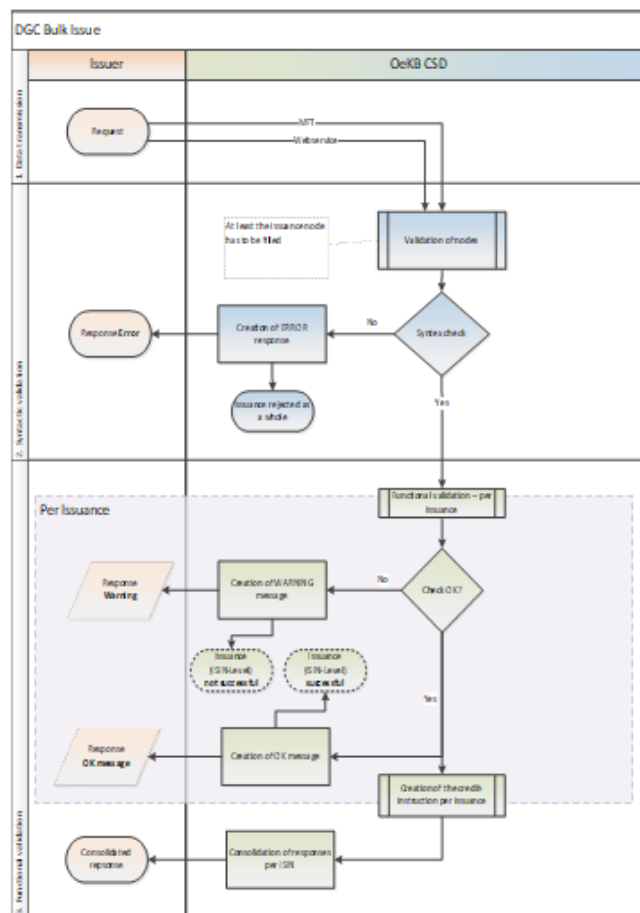 DGC Bulk Issue
Issuer
OeKB CSD
1. Data transmission
Request
MFT
Webservice
2. Syntactic validation
At least the issuance node
has to be filled
Validation of nodes
Syntax check
No
Creation of ERROR
response
Response Error
Issuance rejected as
a whole
Yes
3. Functional validation
Per Issuance
Functional validation – per
Issuance
Check OK?
No
Creation of WARNING
message
Response
Warning
Issuance
(ISIN-Level)
not successful
Issuance
(ISIN-Level)
successful
Yes
Creation of OK message
Response
OK message
Creation of the credit-
instruction per Issuance
Consolidation of responses
per ISIN
Consolidated
repsonse